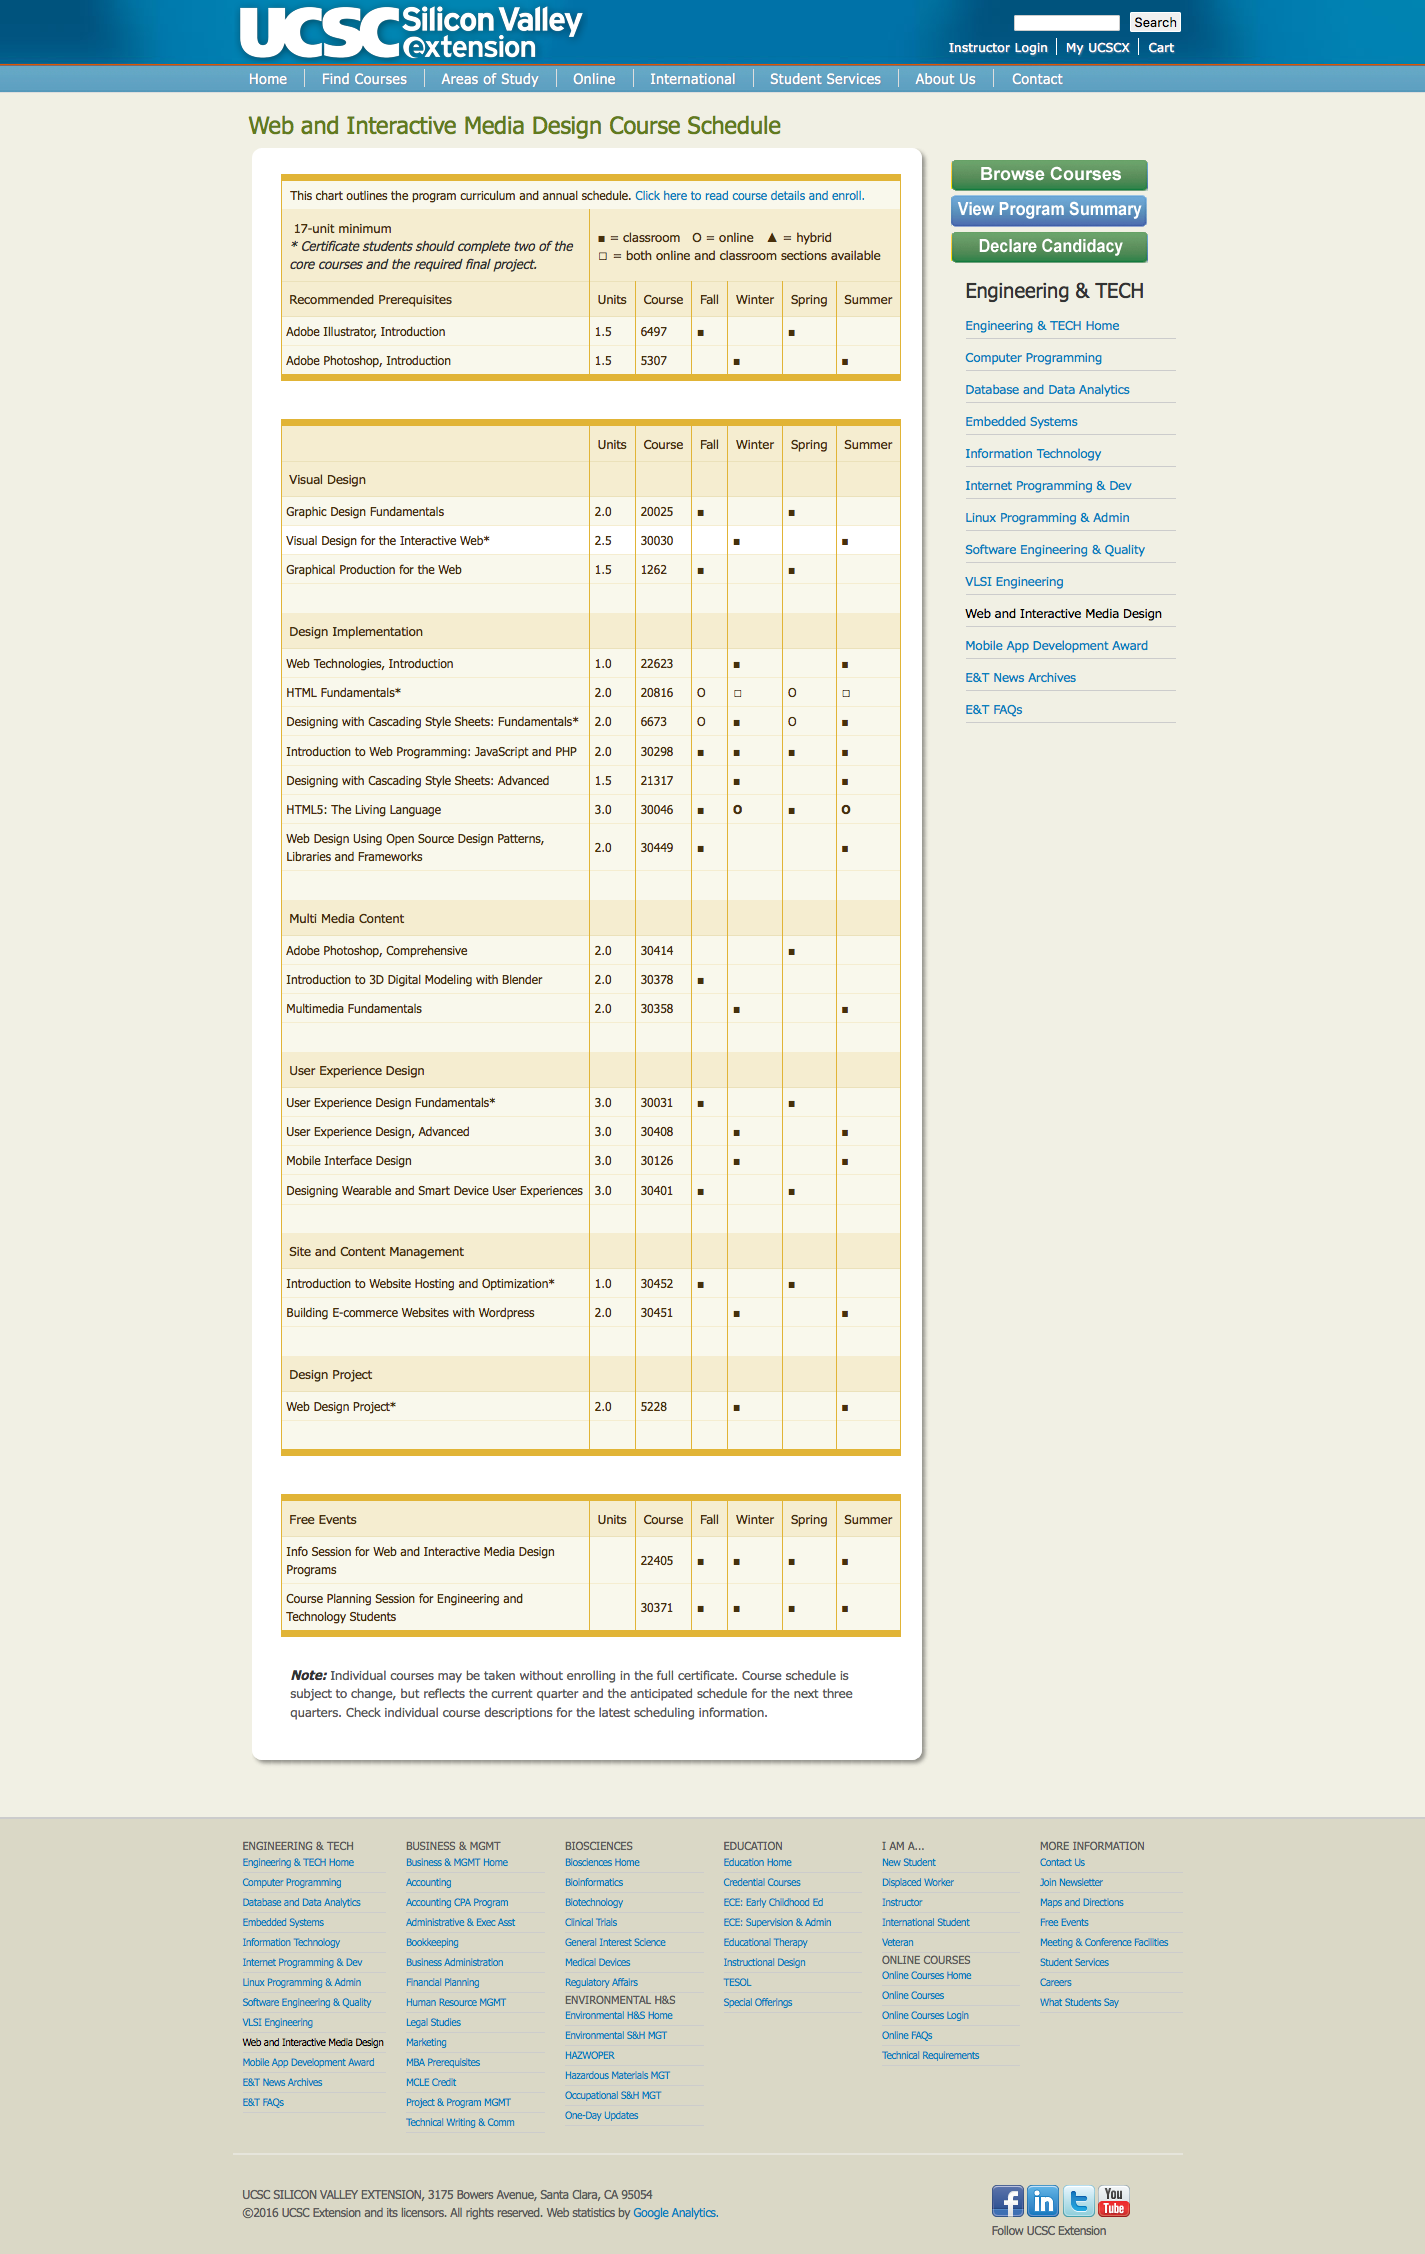 UCSC Silicon Valley
extension
Search
Instructor Login My UCSCX Cart
Home Find Courses Areas of Study Online International Student Services About Us Contact
Web and Interactive Media Design Course Schedule
This chart outlines the program curriculum and annual schedule. Click here to read course details and enroll.
17-unit minimum
* Certificate students should complete two of the
core courses and the required final project.
■ = classroom O = online ▲ = hybrid
□ = both online and classroom sections available
Recommended Prerequisites Units Course Fall Winter Spring Summer
Adobe Illustrator, Introduction 1.5 6497 ■ ■
Adobe Photoshop, Introduction 1.5 5307 ■ ■
Units Course Fall Winter Spring Summer
Visual Design
Graphic Design Fundamentals 2.0 20025 ■ ■
Visual Design for the Interactive Web* 2.5 30030 ■ ■
Graphical Production for the Web 1.5 1262 ■ ■
Design Implementation
Web Technologies, Introduction 1.0 22623 ■ ■
HTML Fundamentals* 2.0 20816 O □ O □
Designing with Cascading Style Sheets: Fundamentals* 2.0 6673 O ■ O ■
Introduction to Web Programming: JavaScript and PHP 2.0 30298 ■ ■ ■ ■
Designing with Cascading Style Sheets: Advanced 1.5 21317 ■ ■
HTML5: The Living Language 3.0 30046 ■ O ■ O
Web Design Using Open Source Design Patterns,
Libraries and Frameworks 2.0 30449 ■ ■
Multi Media Content
Adobe Photoshop, Comprehensive 2.0 30414 ■
Introduction to 3D Digital Modeling with Blender 2.0 30378 ■
Multimedia Fundamentals 2.0 30358 ■ ■
User Experience Design
User Experience Design Fundamentals* 3.0 30031 ■ ■
User Experience Design, Advanced 3.0 30408 ■ ■
Mobile Interface Design 3.0 30126 ■ ■
Designing Wearable and Smart Device User Experiences 3.0 30401 ■ ■
Site and Content Management
Introduction to Website Hosting and Optimization* 1.0 30452 ■ ■
Building E-commerce Websites with Wordpress 2.0 30451 ■ ■
Design Project
Web Design Project* 2.0 5228 ■ ■
Free Events Units Course Fall Winter Spring Summer
Info Session for Web and Interactive Media Design
Programs 22405 ■ ■ ■ ■
Course Planning Session for Engineering and
Technology Students 30371 ■ ■ ■ ■
Note: Individual courses may be taken without enrolling in the full certificate. Course schedule is
subject to change, but reflects the current quarter and the anticipated schedule for the next three
quarters. Check individual course descriptions for the latest scheduling information.
Browse Courses
View Program Summary
Declare Candidacy
Engineering & TECH
Engineering & TECH Home
Computer Programming
Database and Data Analytics
Embedded Systems
Information Technology
Internet Programming & Dev
Linux Programming & Admin
Software Engineering & Quality
VLSI Engineering
Web and Interactive Media Design
Mobile App Development Award
E&T News Archives
E&T FAQs
ENGINEERING & TECH
Engineering & TECH Home
Computer Programming
Database and Data Analytics
Embedded Systems
Information Technology
Internet Programming & Dev
Linux Programming & Admin
Software Engineering & Quality
VLSI Engineering
Web and Interactive Media Design
Mobile App Development Award
E&T News Archives
E&T FAQs
BUSINESS & MGMT
Business & MGMT Home
Accounting
Accounting CPA Program
Administrative & Exec Asst
Bookkeeping
Business Administration
Financial Planning
Human Resource MGMT
Legal Studies
Marketing
MBA Prerequisites
MCLE Credit
Project & Program MGMT
Technical Writing & Comm
BIOSCIENCES
Biosciences Home
Bioinformatics
Biotechnology
Clinical Trials
General Interest Science
Medical Devices
Regulatory Affairs
ENVIRONMENTAL H&S
Environmental H&S Home
Environmental S&H MGT
HAZWOPER
Hazardous Materials MGT
Occupational S&H MGT
One-Day Updates
EDUCATION
Education Home
Credential Courses
ECE: Early Childhood Ed
ECE: Supervision & Admin
Educational Therapy
Instructional Design
TESOL
Special Offerings
I AM A...
New Student
Displaced Worker
Instructor
International Student
Veteran
ONLINE COURSES
Online Courses Home
Online Courses
Online Courses Login
Online FAQs
Technical Requirements
MORE INFORMATION
Contact Us
Join Newsletter
Maps and Directions
Free Events
Meeting & Conference Facilities
Student Services
Careers
What Students Say
UCSC SILICON VALLEY EXTENSION, 3175 Bowers Avenue, Santa Clara, CA 95054
©2016 UCSC Extension and its licensors. All rights reserved. Web statistics by Google Analytics.
f in t You Tube
Follow UCSC Extension